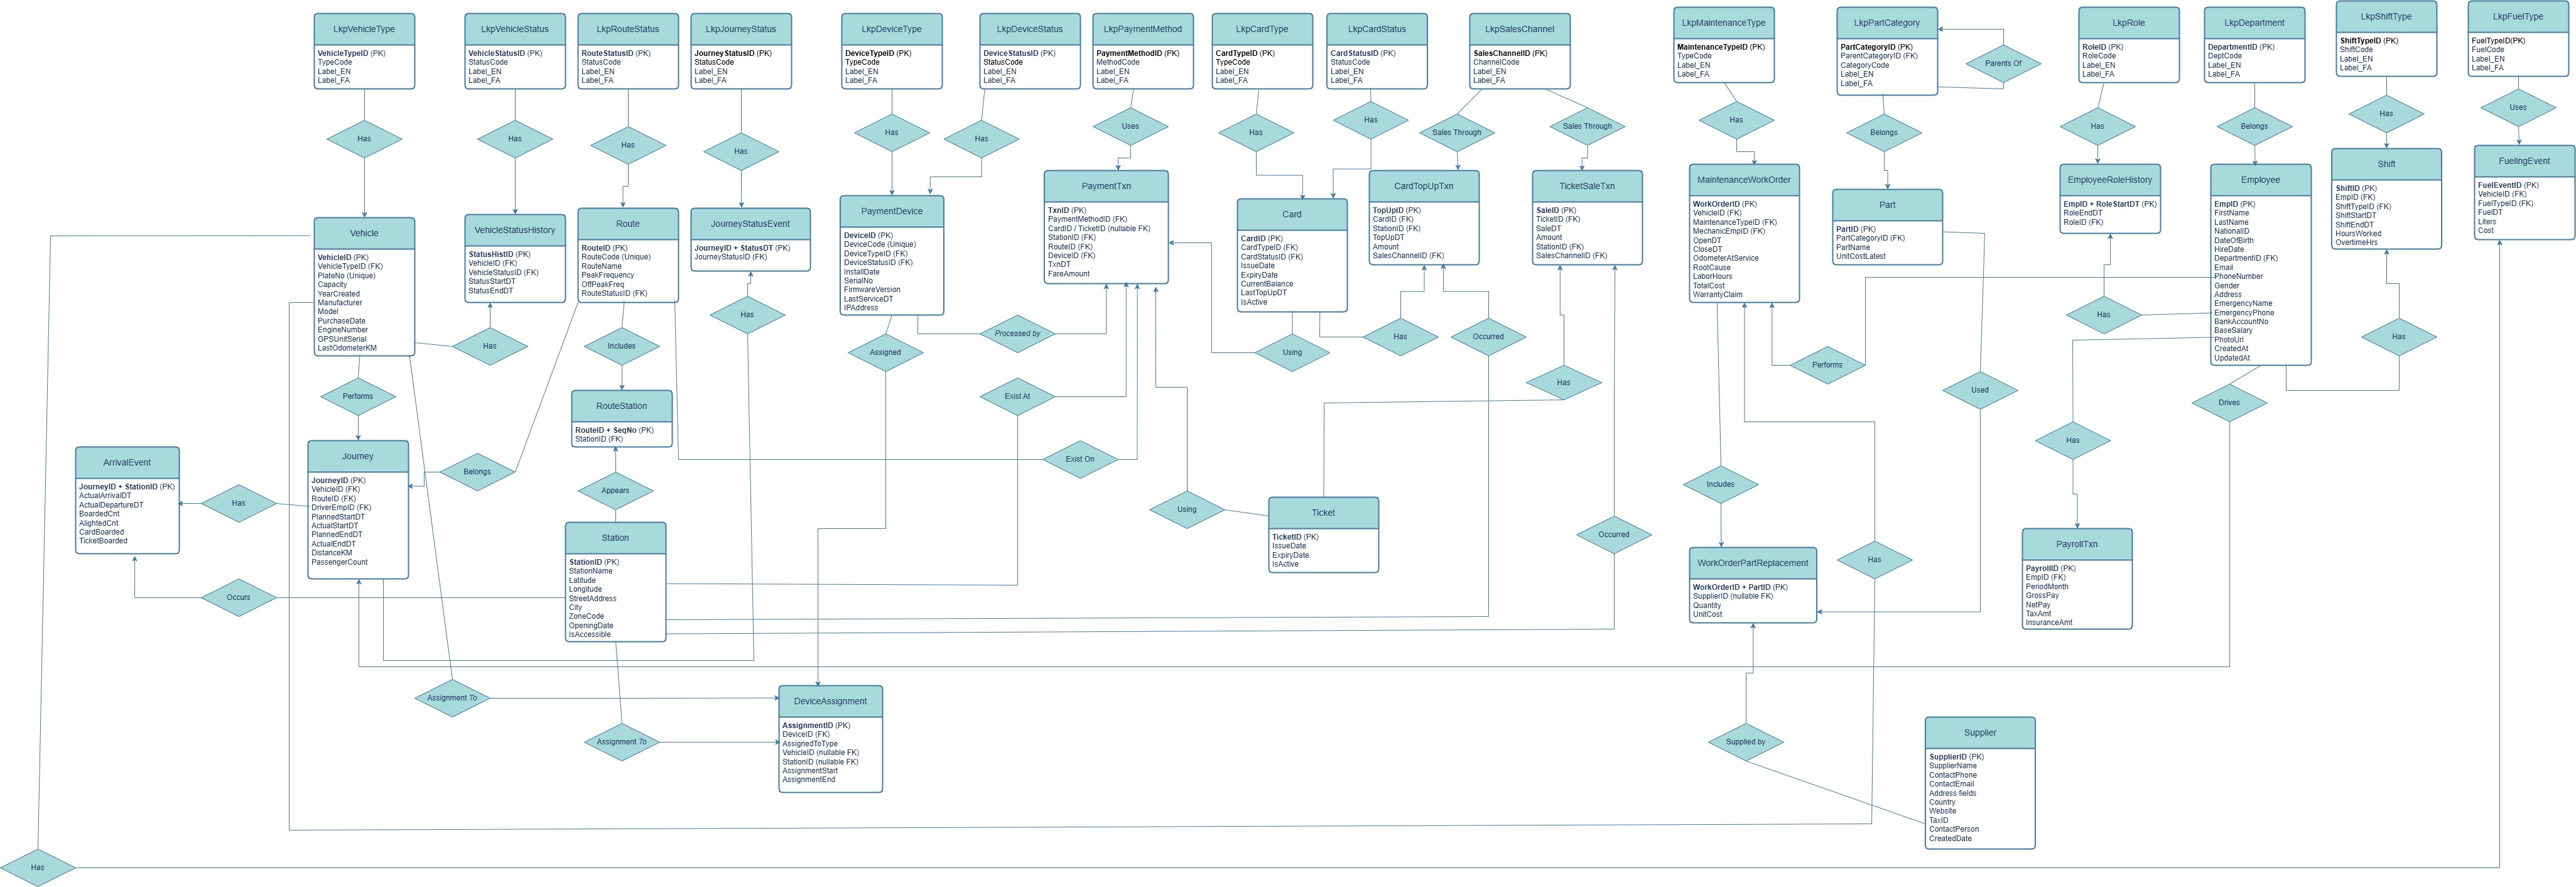 LkpVehicleType
VehicleTypeID (PK)
TypeCode
Label_EN
Label_FA
LkpVehicleStatus
VehicleStatusID (PK)
StatusCode
Label_EN
Label_FA
LkpRouteStatus
RouteStatusID (PK)
StatusCode
Label_EN
Label_FA
LkpJourneyStatus
JourneyStatusID (PK)
StatusCode
Label_EN
Label_FA
LkpDeviceType
DeviceTypeID (PK)
TypeCode
Label_EN
Label_FA
LkpDeviceStatus
DeviceStatusID (PK)
StatusCode
Label_EN
Label_FA
LkpPaymentMethod
PaymentMethodID (PK)
MethodCode
Label_EN
Label_FA
LkpCardType
CardTypeID (PK)
TypeCode
Label_EN
Label_FA
LkpCardStatus
CardStatusID (PK)
StatusCode
Label_EN
Label_FA
LkpSalesChannel
SalesChannelID (PK)
ChannelCode
Label_EN
Label_FA
LkpMaintenanceType
MaintenanceTypeID (PK)
TypeCode
Label_EN
Label_FA
LkpPartCategory
PartCategoryID (PK)
ParentCategoryID (FK)
CategoryCode
Label_EN
Label_FA
Parents Of
LkpRole
RoleID (PK)
RoleCode
Label_EN
Label_FA
LkpDepartment
DepartmentID (PK)
DeptCode
Label_EN
Label_FA
LkpShiftType
ShiftTypeID (PK)
ShiftCode
Label_EN
Label_FA
LkpFuelType
FuelTypeID(PK)
FuelCode
Label_EN
Label_FA
Has
Has
Has
Has
Has
Has
Uses
Has
Has
Sales Through
Sales Through
Has
Belongs
Has
Belongs
Has
Uses
Vehicle
VehicleID (PK)
VehicleTypeID (FK)
PlateNo (Unique)
Capacity
YearCreated
Manufacturer
Model
PurchaseDate
EngineNumber
GPSUnitSerial
LastOdometerKM
VehicleStatusHistory
StatusHistID (PK)
VehicleID (FK)
VehicleStatusID (FK)
StatusStartDT
StatusEndDT
Route
RouteID (PK)
RouteCode (Unique)
RouteName
PeakFrequency
OffPeakFreq
RouteStatusID (FK)
JourneyStatusEvent
JourneyID + StatusDT (PK)
JourneyStatusID (FK)
PaymentDevice
DeviceID (PK)
DeviceCode (Unique)
DeviceTypeID (FK)
DeviceStatusID (FK)
InstallDate
SerialNo
FirmwareVersion
LastServiceDT
IPAddress
PaymentTxn
TxnID (PK)
PaymentMethodID (FK)
CardID / TicketID (nullable FK)
StationID (FK)
RouteID (FK)
DeviceID (FK)
TxnDT
FareAmount
Card
CardID (PK)
CardTypeID (FK)
CardStatusID (FK)
IssueDate
ExpiryDate
CurrentBalance
LastTopUpDT
IsActive
CardTopUpTxn
TopUpID (PK)
CardID (FK)
StationID (FK)
TopUpDT
Amount
SalesChannelID (FK)
TicketSaleTxn
SaleID (PK)
TicketID (FK)
SaleDT
Amount
StationID (FK)
SalesChannelID (FK)
MaintenanceWorkOrder
WorkOrderID (PK)
VehicleID (FK)
MaintenanceTypeID (FK)
MechanicEmpID (FK)
OpenDT
CloseDT
OdometerAtService
RootCause
LaborHours
TotalCost
WarrantyClaim
Part
PartID (PK)
PartCategoryID (FK)
PartName
UnitCostLatest
EmployeeRoleHistory
EmpID + RoleStartDT (PK)
RoleEndDT
RoleID (FK)
Employee
EmpID (PK)
FirstName
LastName
NationalID
DateOfBirth
HireDate
DepartmentID (FK)
Email
PhoneNumber
Gender
Address
EmergencyName
EmergencyPhone
BankAccountNo
BaseSalary
PhotoUrl
CreatedAt
UpdatedAt
Shift
ShiftID (PK)
EmpID (FK)
ShiftTypeID (FK)
ShiftStartDT
ShiftEndDT
HoursWorked
OvertimeHrs
FuelingEvent
FuelEventID (PK)
VehicleID (FK)
FuelTypeID (FK)
FuelDT
Liters
Cost
Has
Includes
Has
Assigned
Processed by
Using
Has
Occurred
Has
Performs
Used
Has
Has
Drives
Has
Performs
Exist At
RouteStation
RouteID + SeqNo (PK)
StationID (FK)
Exist On
Belongs
Appears
Using
Includes
Has
Occurred
Has
ArrivalEvent
JourneyID + StationID (PK)
ActualArrivalDT
ActualDepartureDT
BoardedCnt
AlightedCnt
CardBoarded
TicketBoarded
Has
Occurs
Journey
JourneyID (PK)
VehicleID (FK)
RouteID (FK)
DriverEmpID (FK)
PlannedStartDT
ActualStartDT
PlannedEndDT
ActualEndDT
DistanceKM
PassengerCount
Station
StationID (PK)
StationName
Latitude
Longitude
StreetAddress
City
ZoneCode
OpeningDate
IsAccessible
Ticket
TicketID (PK)
IssueDate
ExpiryDate
IsActive
WorkOrderPartReplacement
WorkOrderID + PartID (PK)
SupplierID (nullable FK)
Quantity
UnitCost
PayrollTxn
PayrollID (PK)
EmpID (FK)
PeriodMonth
GrossPay
NetPay
TaxAmt
InsuranceAmt
Assignment To
Assignment To
DeviceAssignment
AssignmentID (PK)
DeviceID (FK)
AssignedToType
VehicleID (nullable FK)
StationID (nullable FK)
AssignmentStart
AssignmentEnd
Supplied by
Supplier
SupplierID (PK)
SupplierName
ContactPhone
ContactEmail
Address fields
Country
Website
TaxID
ContactPerson
CreatedDate
Has